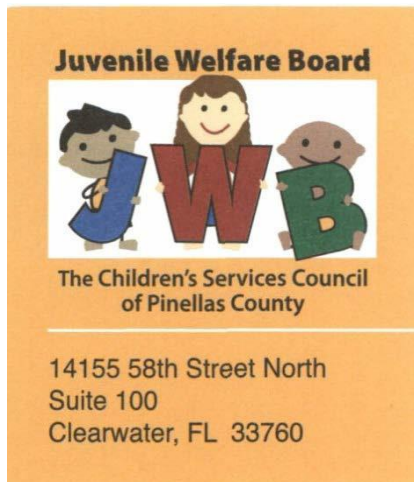 Juvenile Welfare Board
JWB
The Children's Services Council
of Pinellas County
14155 58th Street North
Suite 100
Clearwater, FL 33760